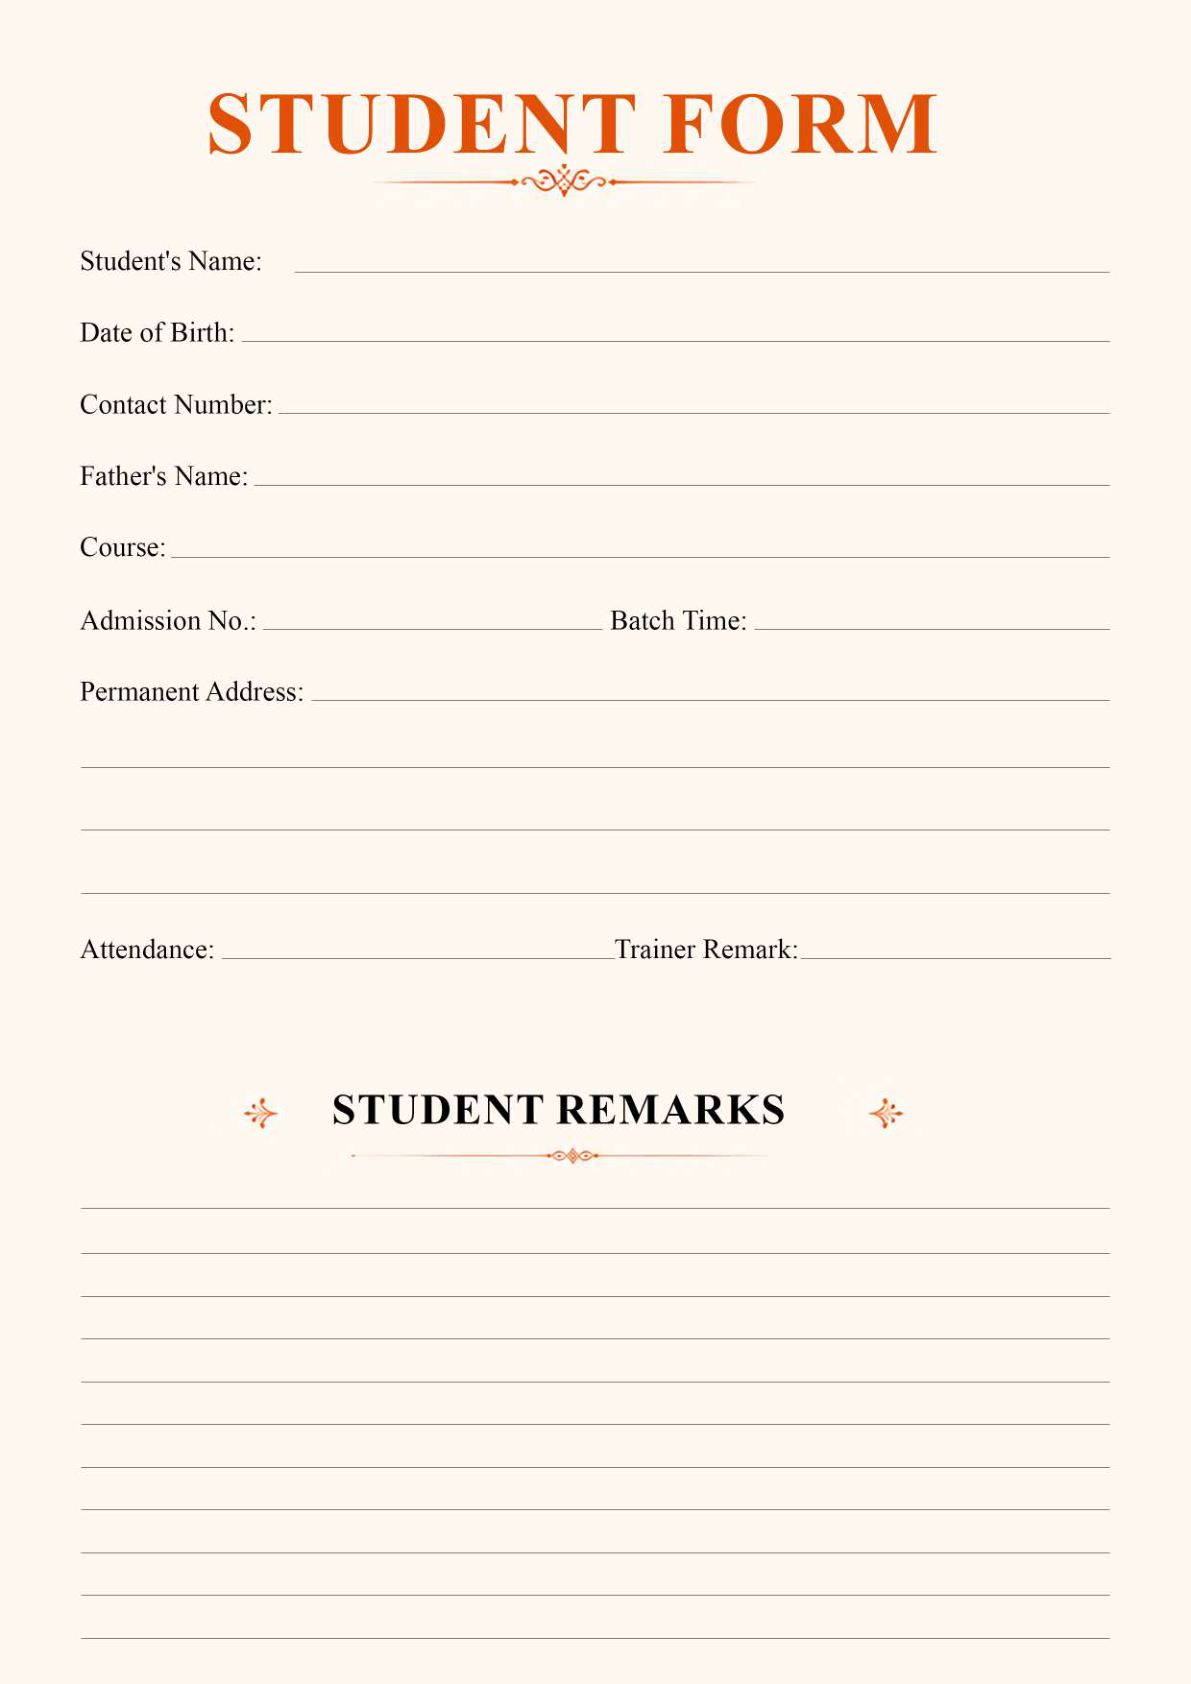 STUDENT FORM
Student's Name:
Date of Birth:
Contact Number:
Father's Name:
Course:
Admission No.: Batch Time:
Permanent Address:
Attendance: Trainer Remark:
STUDENT REMARKS